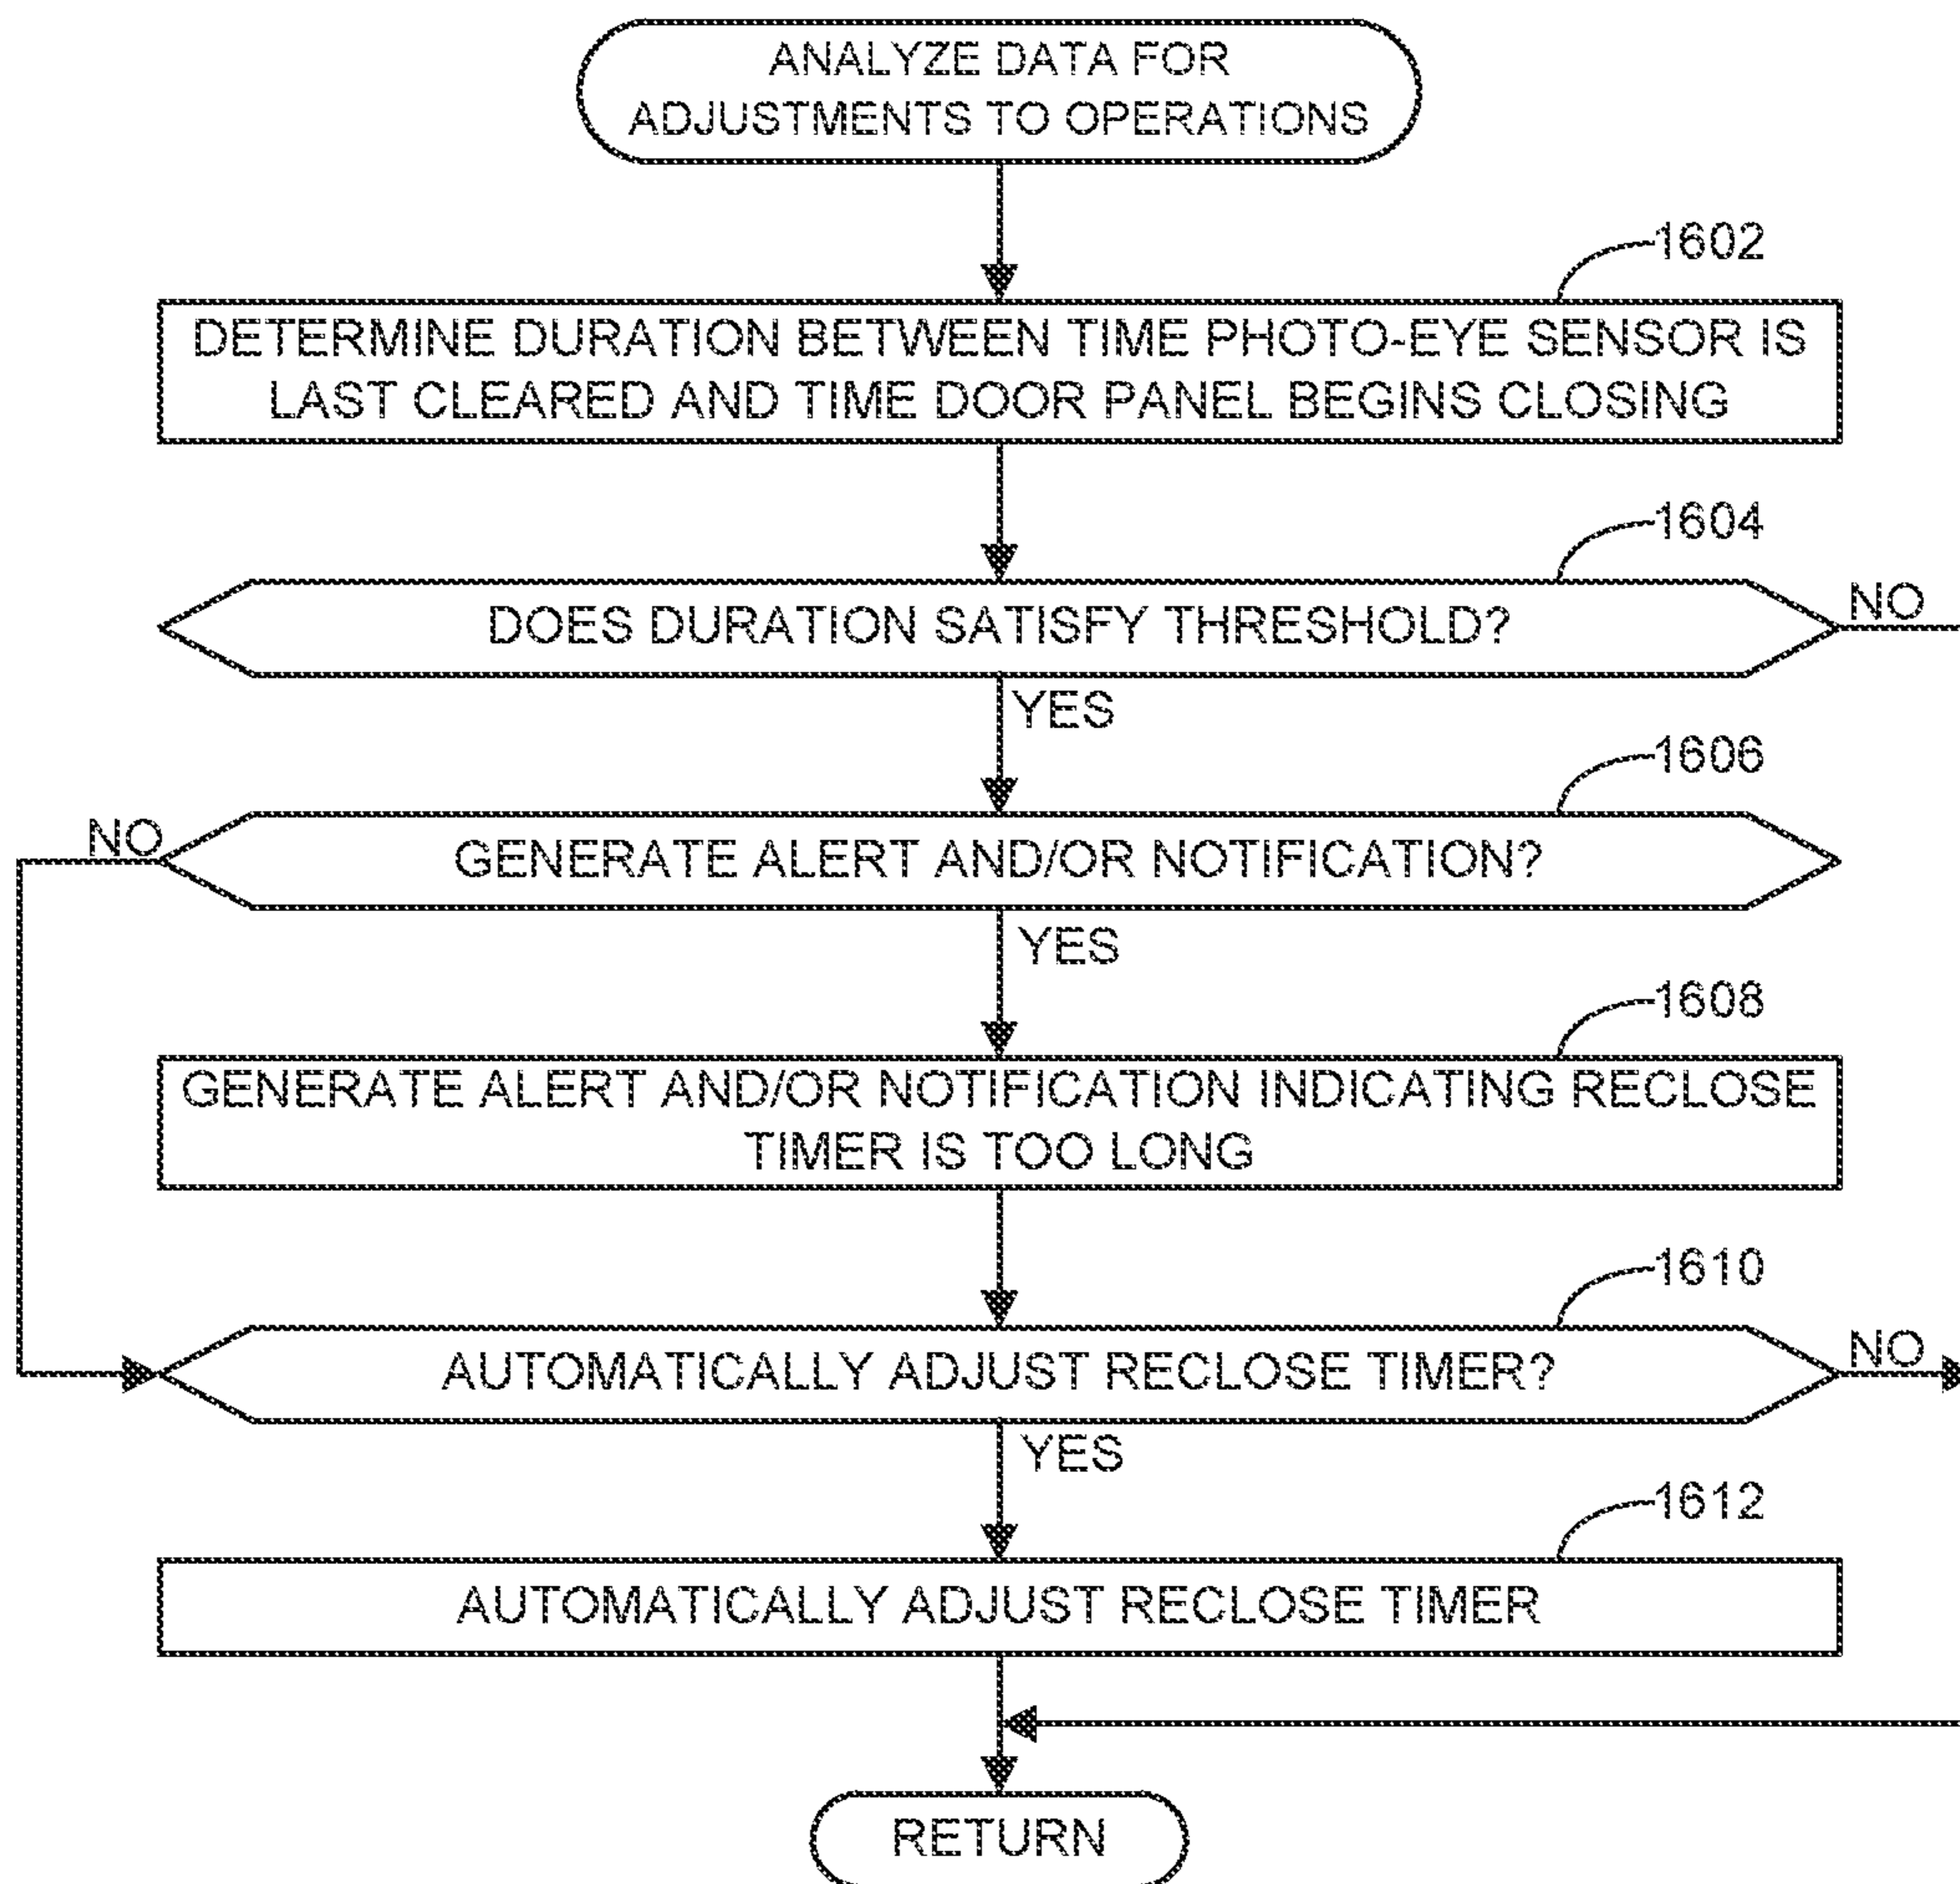 ANALYZE DATA FOR
ADJUSTMENTS TO OPERATIONS
1602
DETERMINE DURATION BETWEEN TIME PHOTO-EYE SENSOR IS
LAST CLEARED AND TIME DOOR PANEL BEGINS CLOSING
1604
DOES DURATION SATISFY THRESHOLD?
NO
YES
1606
NO
GENERATE ALERT AND/OR NOTIFICATION?
YES
1608
GENERATE ALERT AND/OR NOTIFICATION INDICATING RECLOSE
TIMER IS TOO LONG
1610
AUTOMATICALLY ADJUST RECLOSE TIMER?
NO
YES
1612
AUTOMATICALLY ADJUST RECLOSE TIMER
RETURN